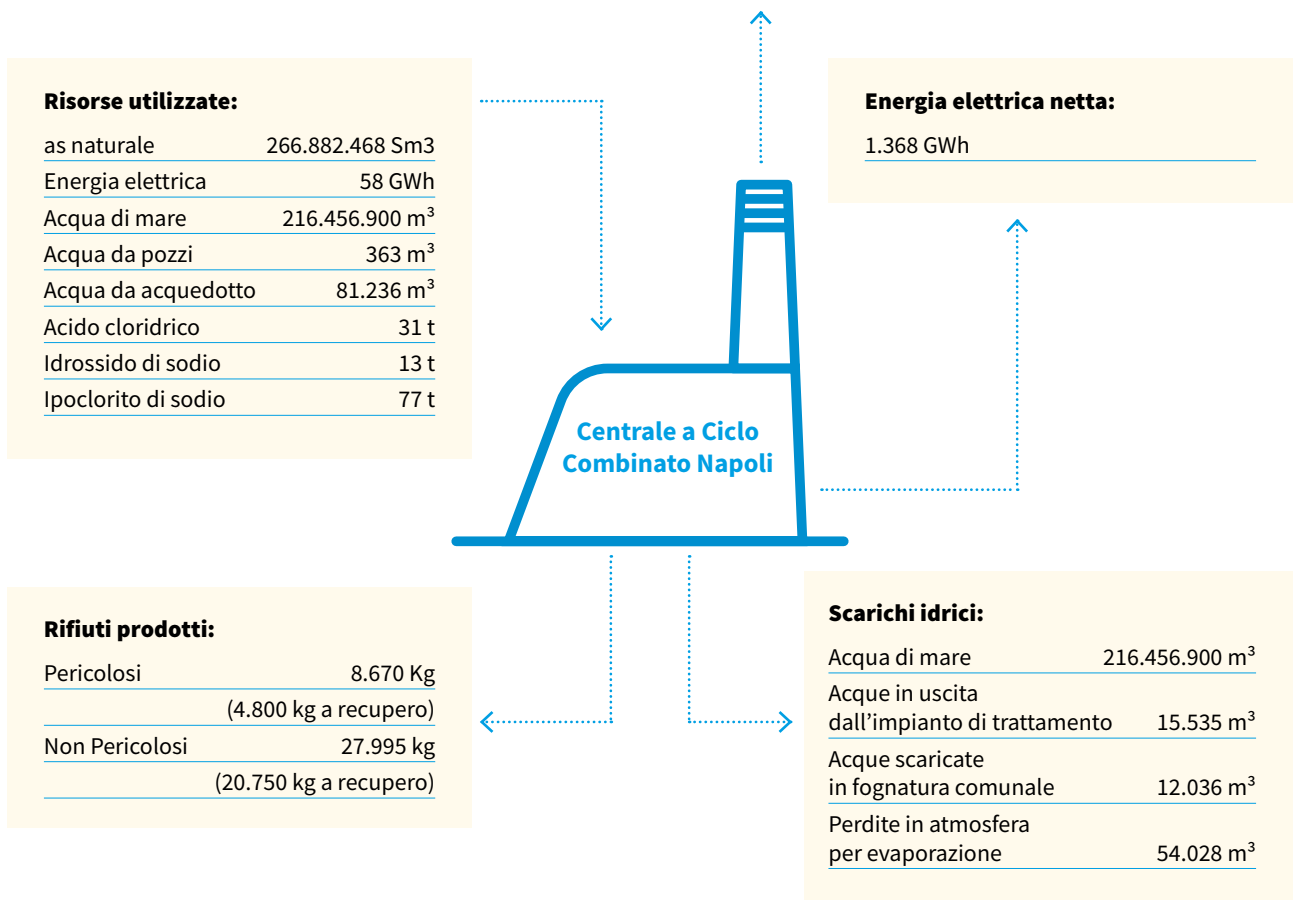 Risorse utilizzate:
as naturale 266.882.468 Sm3
Energia elettrica 58 GWh
Acqua di mare 216.456.900 m³
Acqua da pozzi 363 m³
Acqua da acquedotto 81.236 m³
Acido cloridrico 31 t
Idrossido di sodio 13 t
Ipoclorito di sodio 77 t
Energia elettrica netta:
1.368 GWh
Centrale a Ciclo
Combinato Napoli
Rifiuti prodotti:
Pericolosi 8.670 Kg
(4.800 kg a recupero)
Non Pericolosi 27.995 kg
(20.750 kg a recupero)
Scarichi idrici:
Acqua di mare 216.456.900 m³
Acque in uscita
dall’impianto di trattamento 15.535 m³
Acque scaricate
in fognatura comunale 12.036 m³
Perdite in atmosfera
per evaporazione 54.028 m³